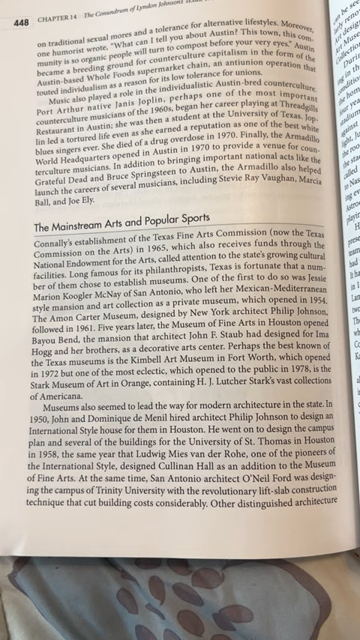 448 CHAPTER 14 The Conundrum of Lyndon Johnson's
on traditional sexual mores and a tolerance for alternative lifestyles. Moreover,
one humorist wrote, "What can I tell you about Austin? This town, this com-
munity is so organic people will turn to compost before your very eyes." Austin
became a breeding ground for counterculture capitalism in the form of the
Austin-based Whole Foods supermarket chain, an antiunion operation that
touted individualism as a reason for its low tolerance for unions.
Music also played a role in the individualistic Austin-bred counterculture.
Port Arthur native Janis Joplin, perhaps one of the most important
counterculture musicians of the 1960s, began her career playing at Threadgills
Restaurant in Austin; she was then a student at the University of Texas. Jop-
lin led a tortured life even as she earned a reputation as one of the best white
blues singers ever. She died of a drug overdose in 1970. Finally, the Armadillo
World Headquarters opened in Austin in 1970 to provide a venue for coun-
terculture musicians. In addition to bringing important national acts like the
Grateful Dead and Bruce Springsteen to Austin, the Armadillo also helped
launch the careers of several musicians, including Stevie Ray Vaughan, Marcia
Ball, and Joe Ely.
The Mainstream Arts and Popular Sports
Connally's establishment of the Texas Fine Arts Commission (now the Texas
Commission on the Arts) in 1965, which also receives funds through the
National Endowment for the Arts, called attention to the state's growing cultural
facilities. Long famous for its philanthropists, Texas is fortunate that a num-
ber of them chose to establish museums. One of the first to do so was Jessie
Marion Koogler McNay of San Antonio, who left her Mexican-Mediterranean
style mansion and art collection as a private museum, which opened in 1954.
The Amon Carter Museum, designed by New York architect Philip Johnson,
followed in 1961. Five years later, the Museum of Fine Arts in Houston opened
Bayou Bend, the mansion that architect John F. Staub had designed for Ima
Hogg and her brothers, as a decorative arts center. Perhaps the best known of
the Texas museums is the Kimbell Art Museum in Fort Worth, which opened
in 1972 but one of the most eclectic, which opened to the public in 1978, is the
Stark Museum of Art in Orange, containing H. J. Lutcher Stark's vast collections
of Americana.
Museums also seemed to lead the way for modern architecture in the state. In
1950, John and Dominique de Menil hired architect Philip Johnson to design an
International Style house for them in Houston. He went on to design the campus
plan and several of the buildings for the University of St. Thomas in Houston
in 1958, the same year that Ludwig Mies van der Rohe, one of the pioneers of
the International Style, designed Cullinan Hall as an addition to the Museum
of Fine Arts. At the same time, San Antonio architect O'Neil Ford was design-
ing the campus of Trinity University with the revolutionary lift-slab construction
technique that cut building costs considerably. Other distinguished architecture